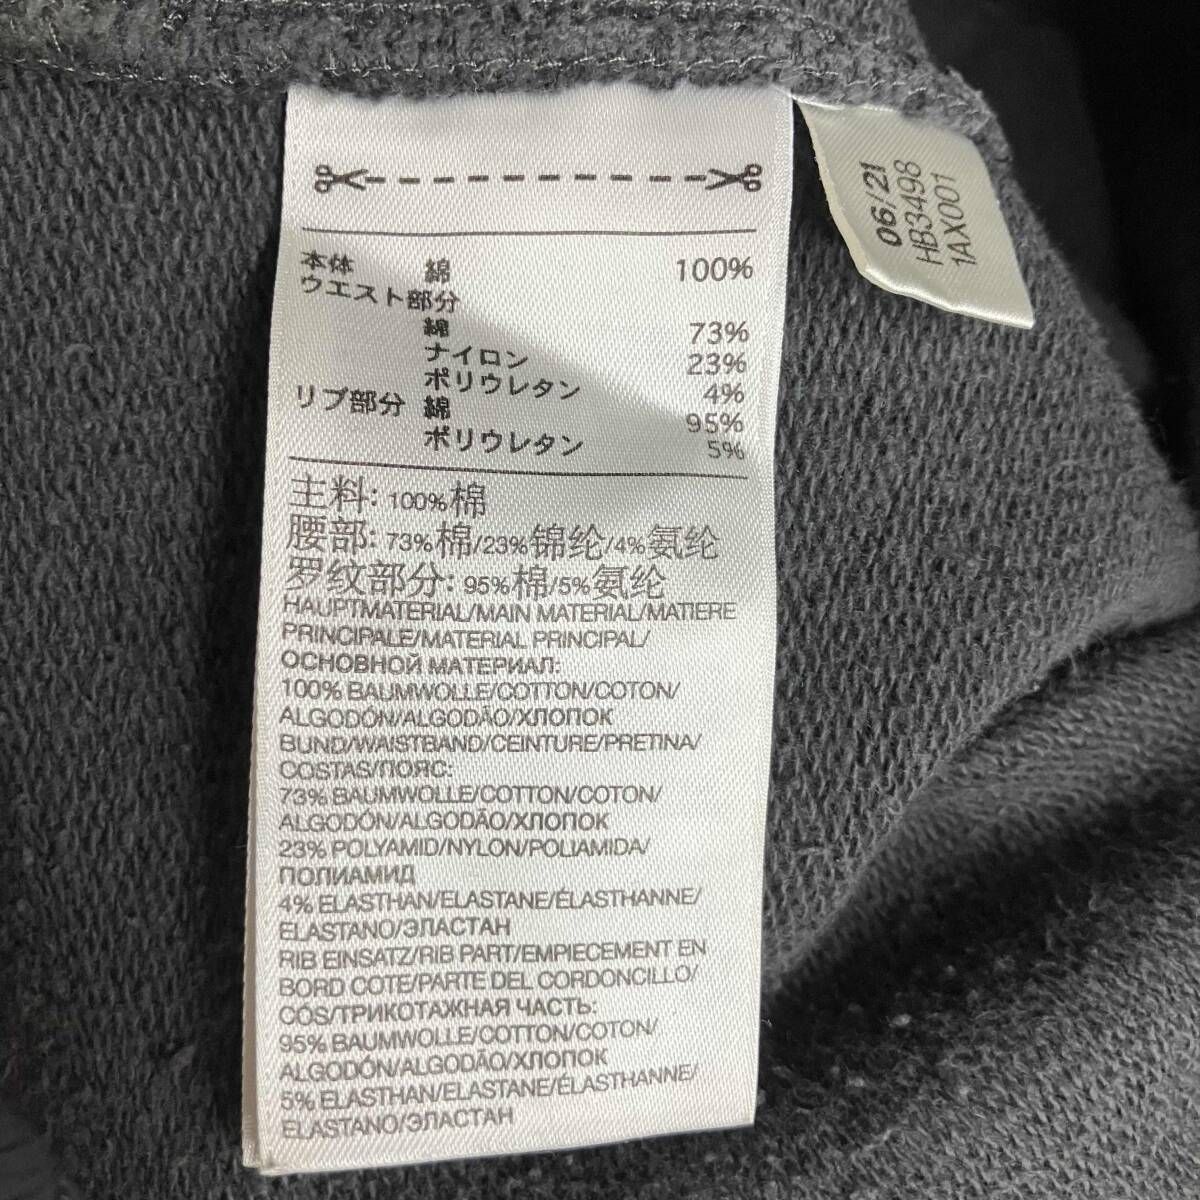 本体 綿 100%
ウエスト部分
綿 73%
ナイロン 23%
ポリウレタン 4%
リブ部分 綿 95%
ポリウレタン 5%
主料: 100%棉
腰部: 73%棉/23%锦纶/4%氨纶
罗纹部分: 95%棉/5%氨纶
HAUPTMATERIAL/MAIN MATERIAL/MATIERE
PRINCIPALE/MATERIAL PRINCIPAL/
ОСНОВНОЙ МАТЕРИАЛ:
100% BAUMWOLLE/COTTON/COTON/
ALGODÓN/ALGODÃO/ХЛОПОК
BUND/WAISTBAND/CEINTURE/PRETINA/
COSTAS/ПОЯС:
73% BAUMWOLLE/COTTON/COTON/
ALGODÓN/ALGODÃO/ХЛОПОК
23% POLYAMID/NYLON/POLIAMIDA/
ПОЛИАМИД
4% ELASTHAN/ELASTANE/ÉLASTHANNE/
ELASTANO/ЭЛАСТАН
RIB EINSATZ/RIB PART/EMPIECEMENT EN
BORD COTE/PARTE DEL CORDONCILLO/
CÓS/ТРИКОТАЖНАЯ ЧАСТЬ:
95% BAUMWOLLE/COTTON/COTON/
ALGODÓN/ALGODÃO/ХЛОПОК
5% ELASTHAN/ELASTANE/ÉLASTHANNE/
ELASTANO/ЭЛАСТАН
06/21
HB3498
1AX001